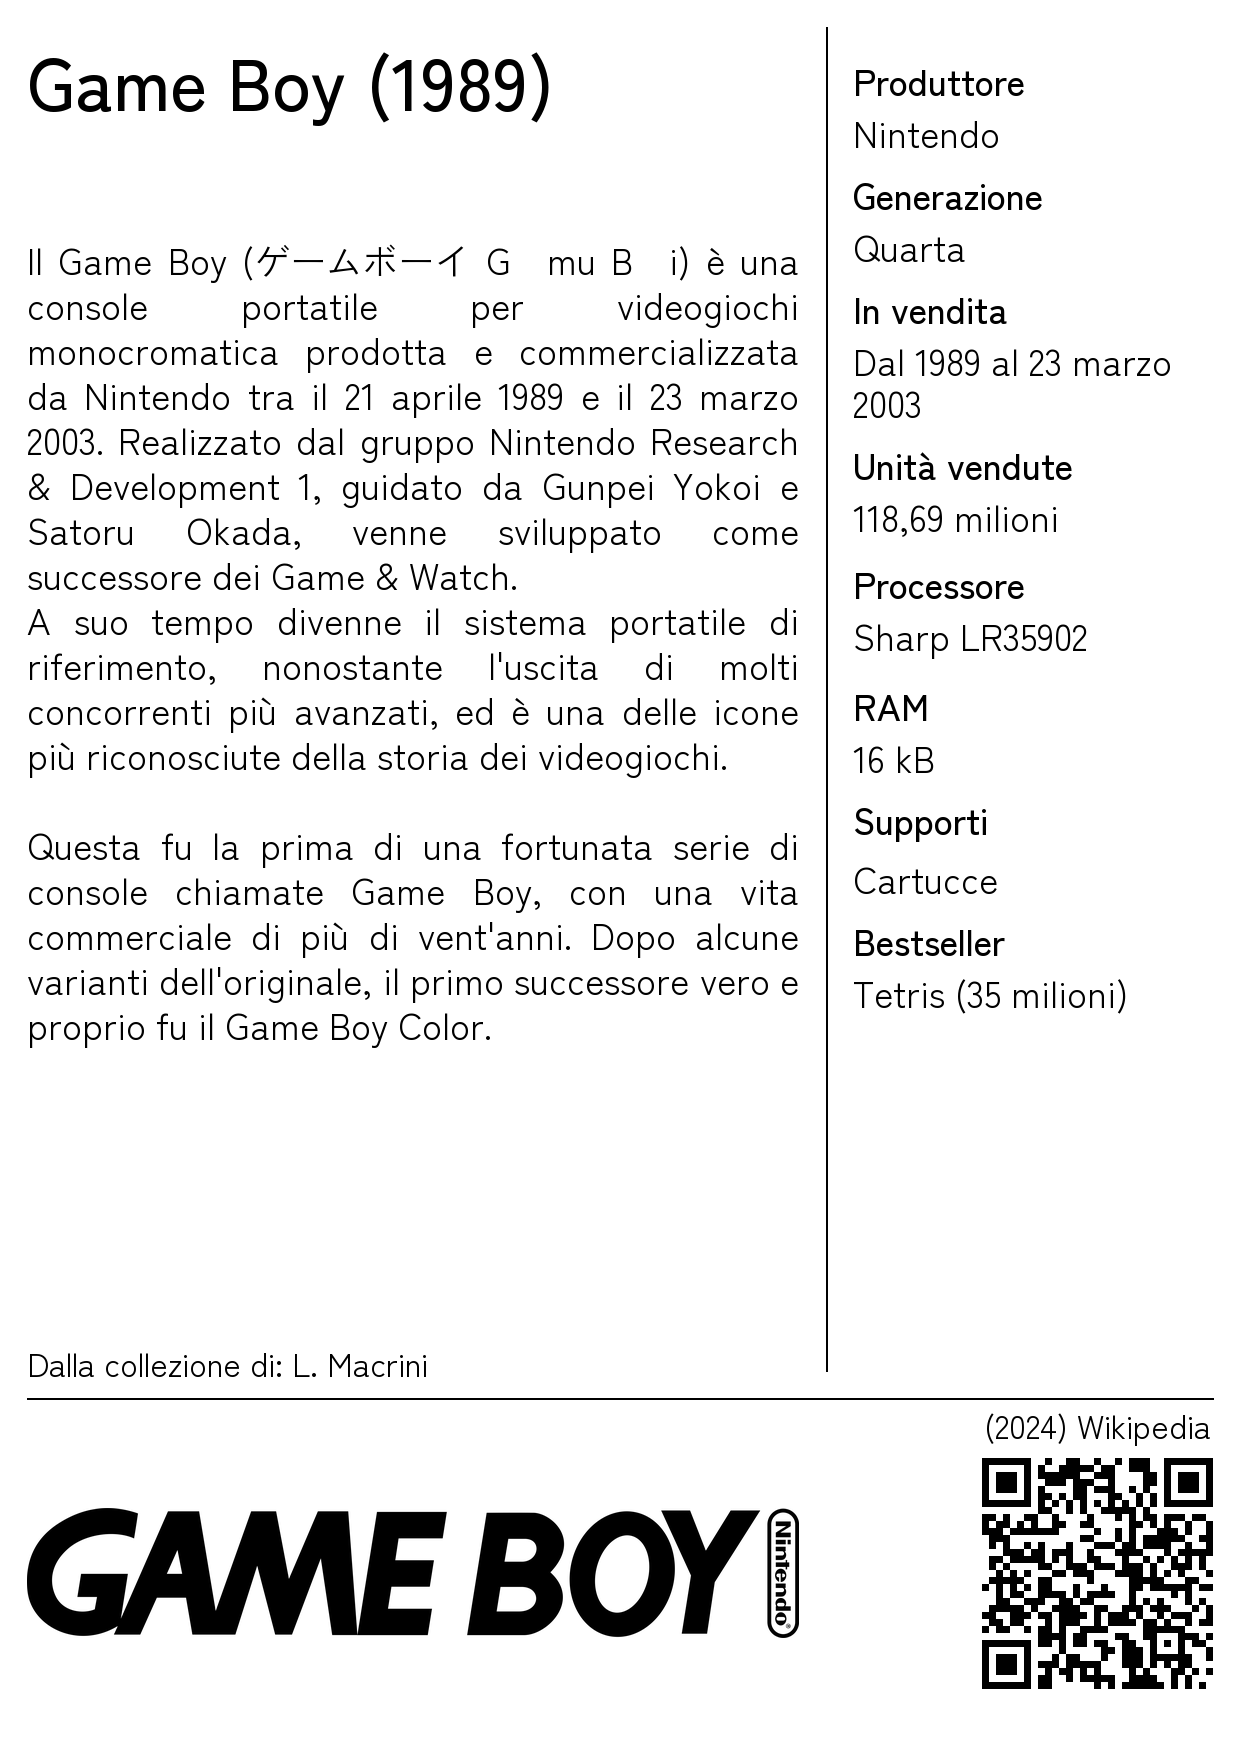 Game Boy (1989)
Il Game Boy (ゲームボーイ G mu B i) è una
console portatile per videogiochi
monocromatica prodotta e commercializzata
da Nintendo tra il 21 aprile 1989 e il 23 marzo
2003. Realizzato dal gruppo Nintendo Research
& Development 1, guidato da Gunpei Yokoi e
Satoru Okada, venne sviluppato come
successore dei Game & Watch.
A suo tempo divenne il sistema portatile di
riferimento, nonostante l'uscita di molti
concorrenti più avanzati, ed è una delle icone
più riconosciute della storia dei videogiochi.
Questa fu la prima di una fortunata serie di
console chiamate Game Boy, con una vita
commerciale di più di vent'anni. Dopo alcune
varianti dell'originale, il primo successore vero e
proprio fu il Game Boy Color.
Dalla collezione di: L. Macrini
Produttore
Nintendo
Generazione
Quarta
In vendita
Dal 1989 al 23 marzo
2003
Unità vendute
118,69 milioni
Processore
Sharp LR35902
RAM
16 kB
Supporti
Cartucce
Bestseller
Tetris (35 milioni)
(2024) Wikipedia
GAME BOY
Nintendo®